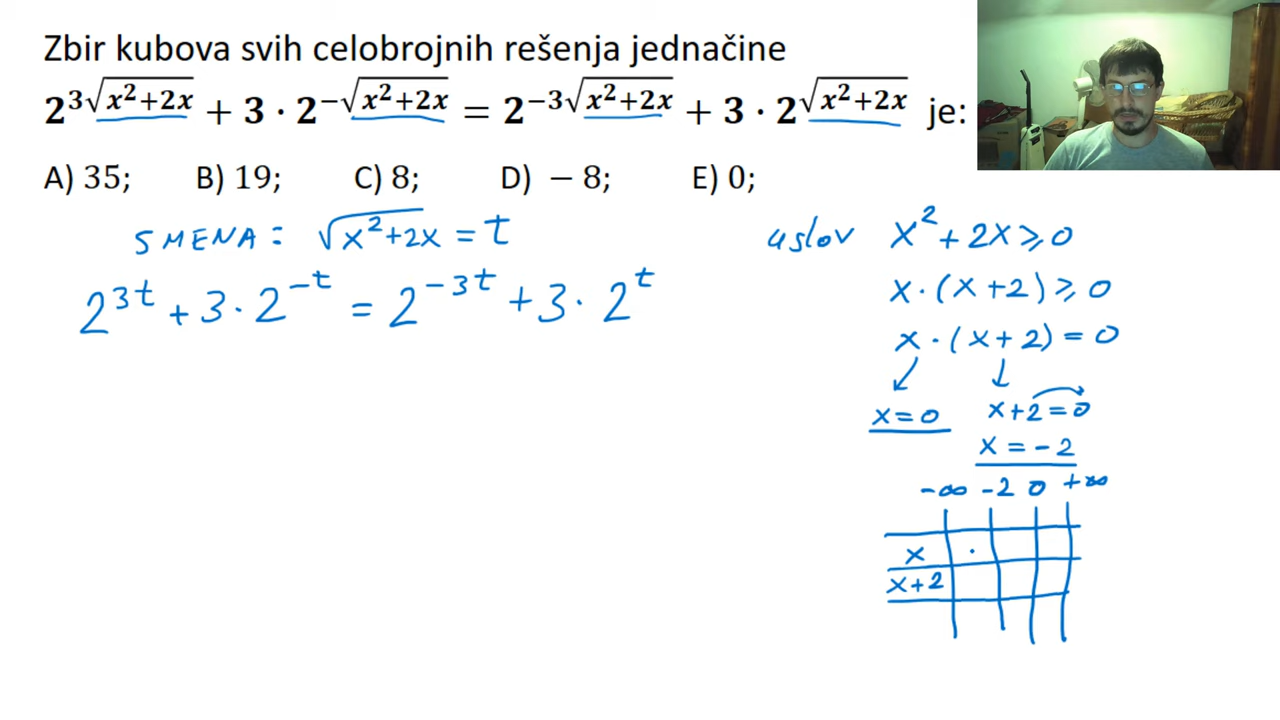 Zbir kubova svih celobrojnih rešenja jednačine
2^{3√(x²+2x)} + 3 · 2^{−√(x²+2x)} = 2^{−3√(x²+2x)} + 3 · 2^{√(x²+2x)} je:
A) 35; B) 19; C) 8; D) − 8; E) 0;
SMENA: √(x²+2x) = t
2^{3t} + 3 · 2^{−t} = 2^{−3t} + 3 · 2^{t}
uslov x² + 2x ≥ 0
x · (x + 2) ≥ 0
x · (x + 2) = 0
↙ ↓
x = 0 x + 2 = 0
x = −2
−∞ −2 0 +∞
x
x+2